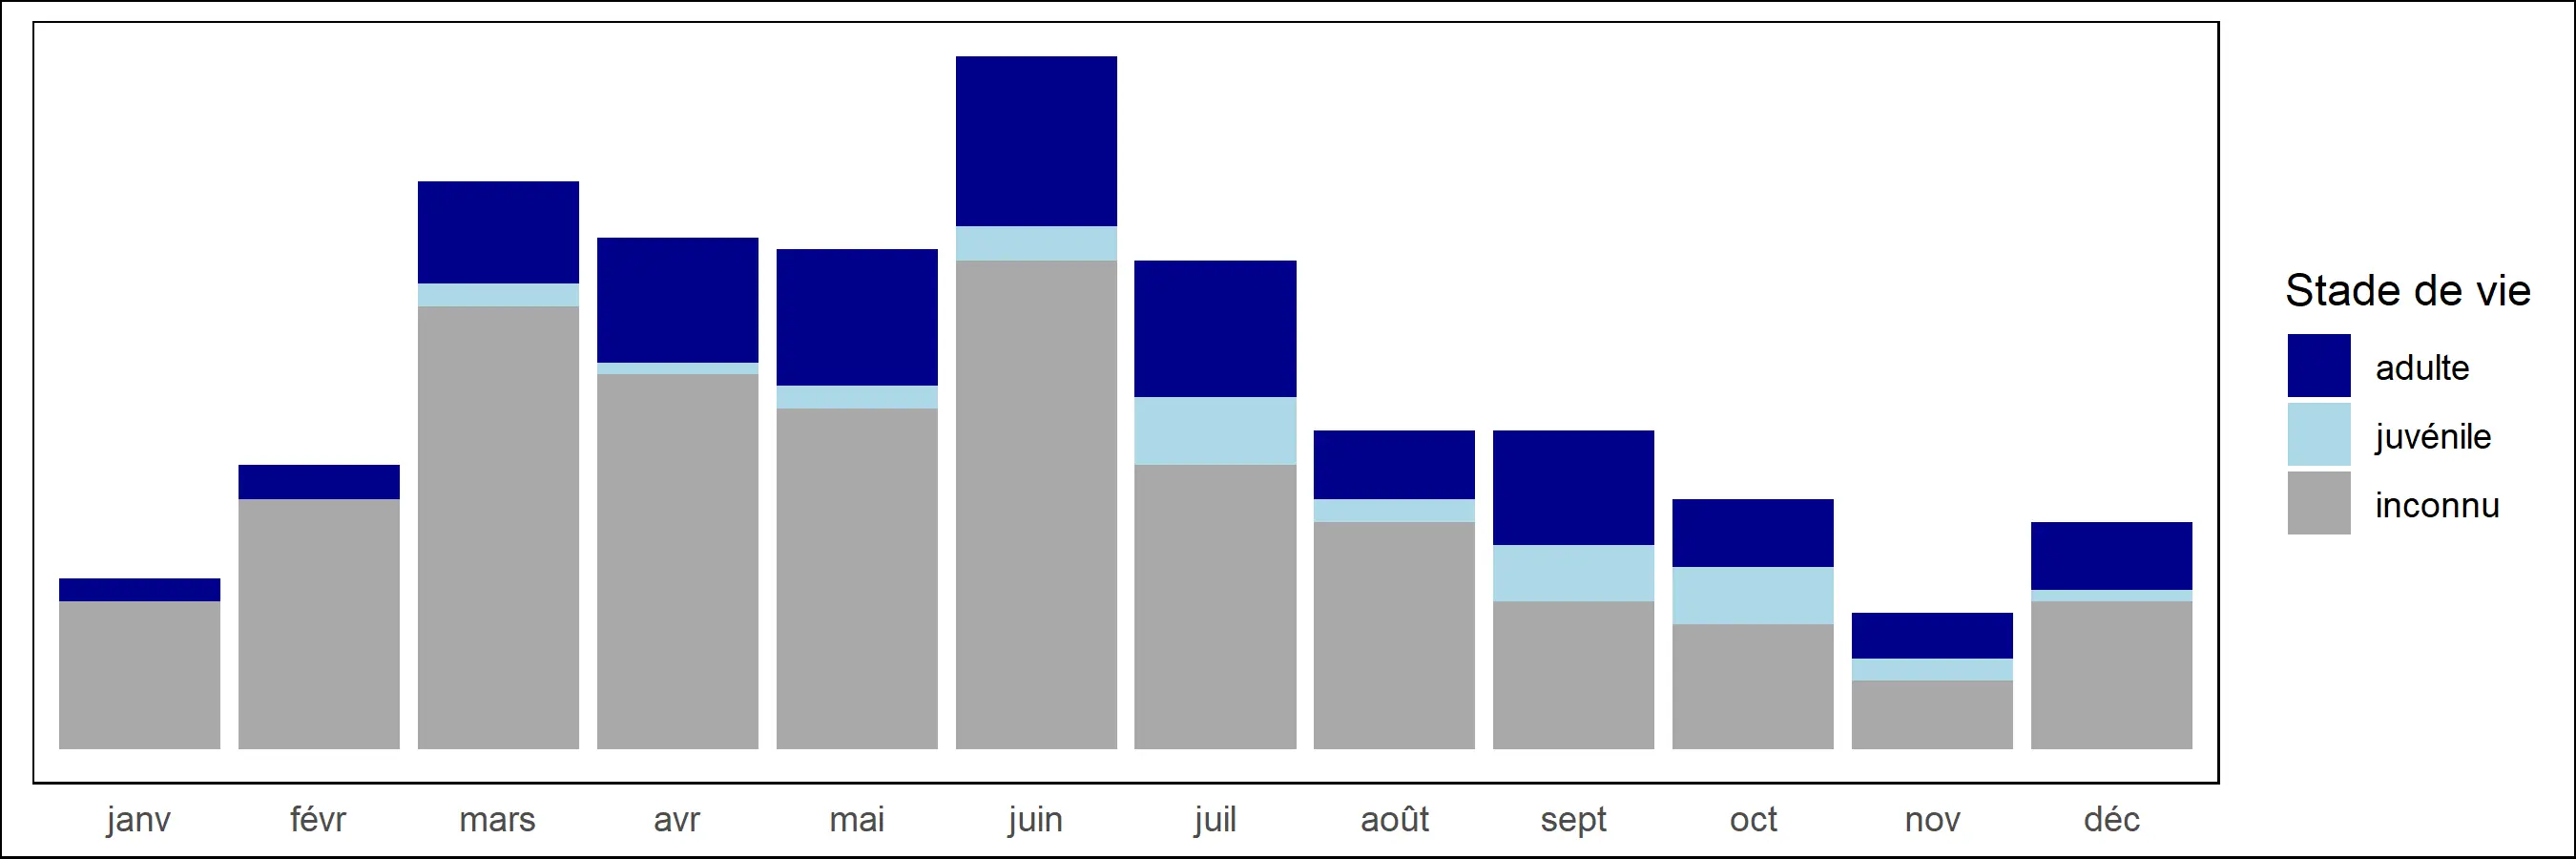 Stade de vie
adulte
juvénile
inconnu
janv févr mars avr mai juin juil août sept oct nov déc